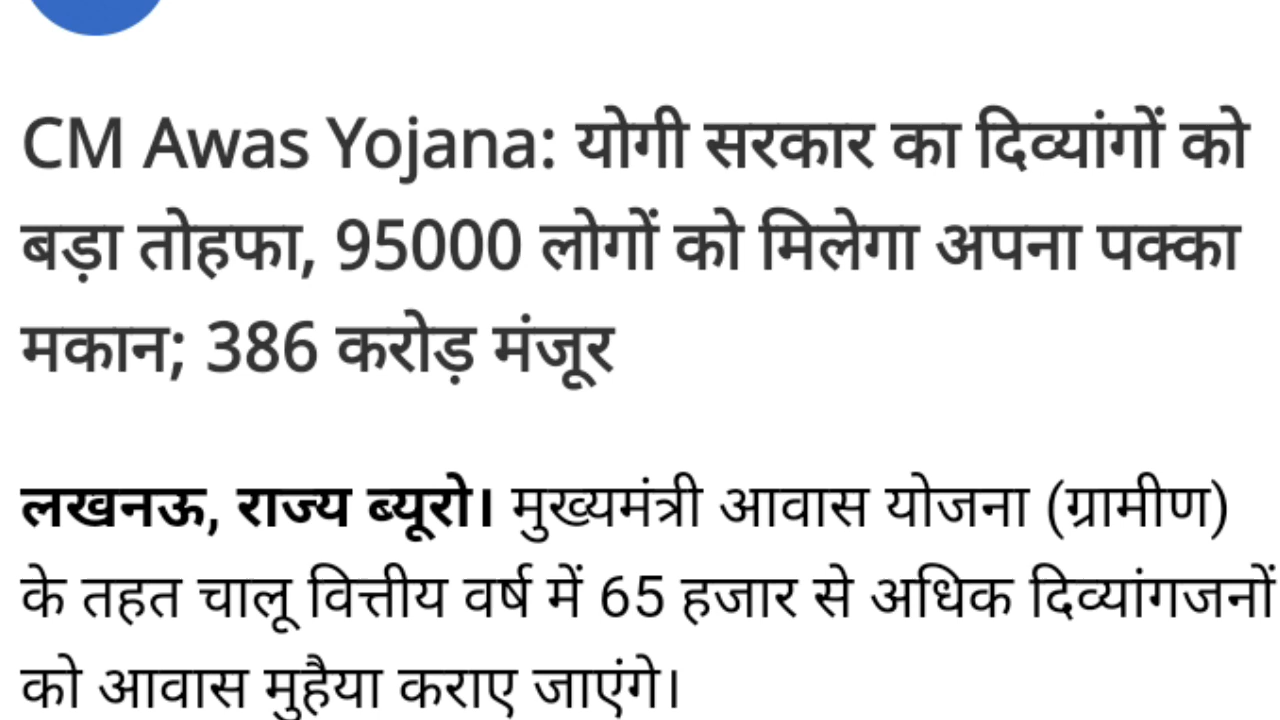 CM Awas Yojana: योगी सरकार का दिव्यांगों को
बड़ा तोहफा, 95000 लोगों को मिलेगा अपना पक्का
मकान; 386 करोड़ मंजूर
लखनऊ, राज्य ब्यूरो। मुख्यमंत्री आवास योजना (ग्रामीण)
के तहत चालू वित्तीय वर्ष में 65 हजार से अधिक दिव्यांगजनों
को आवास मुहैया कराए जाएंगे।